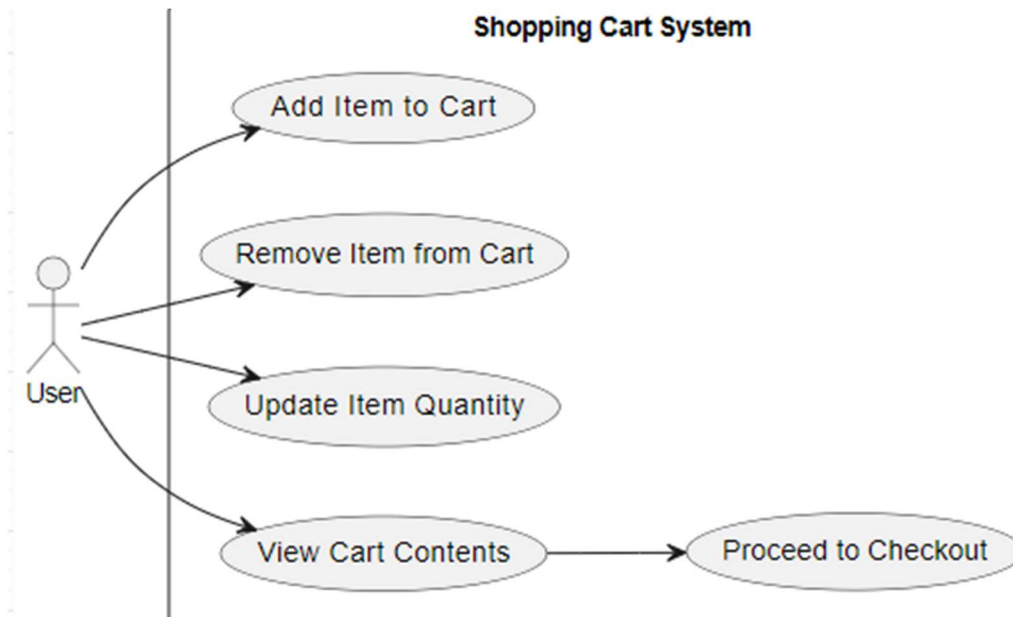 Shopping Cart System
Add Item to Cart
Remove Item from Cart
User
Update Item Quantity
View Cart Contents
Proceed to Checkout